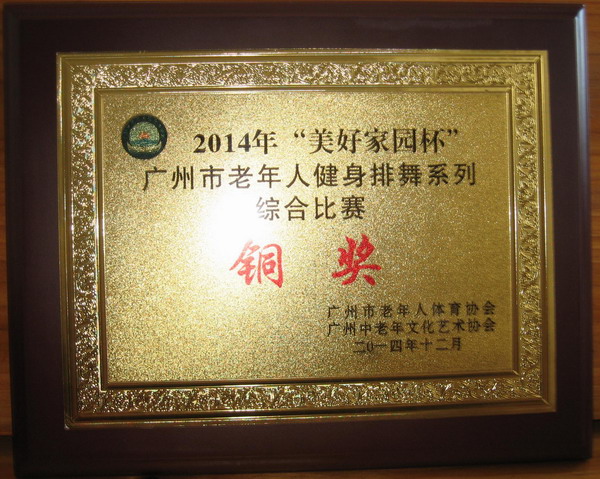 2014年“美好家园杯”
广州市老年人健身排舞系列
综合比赛
铜奖
广州市老年人体育协会
广州中老年文化艺术协会
二0一四年十二月